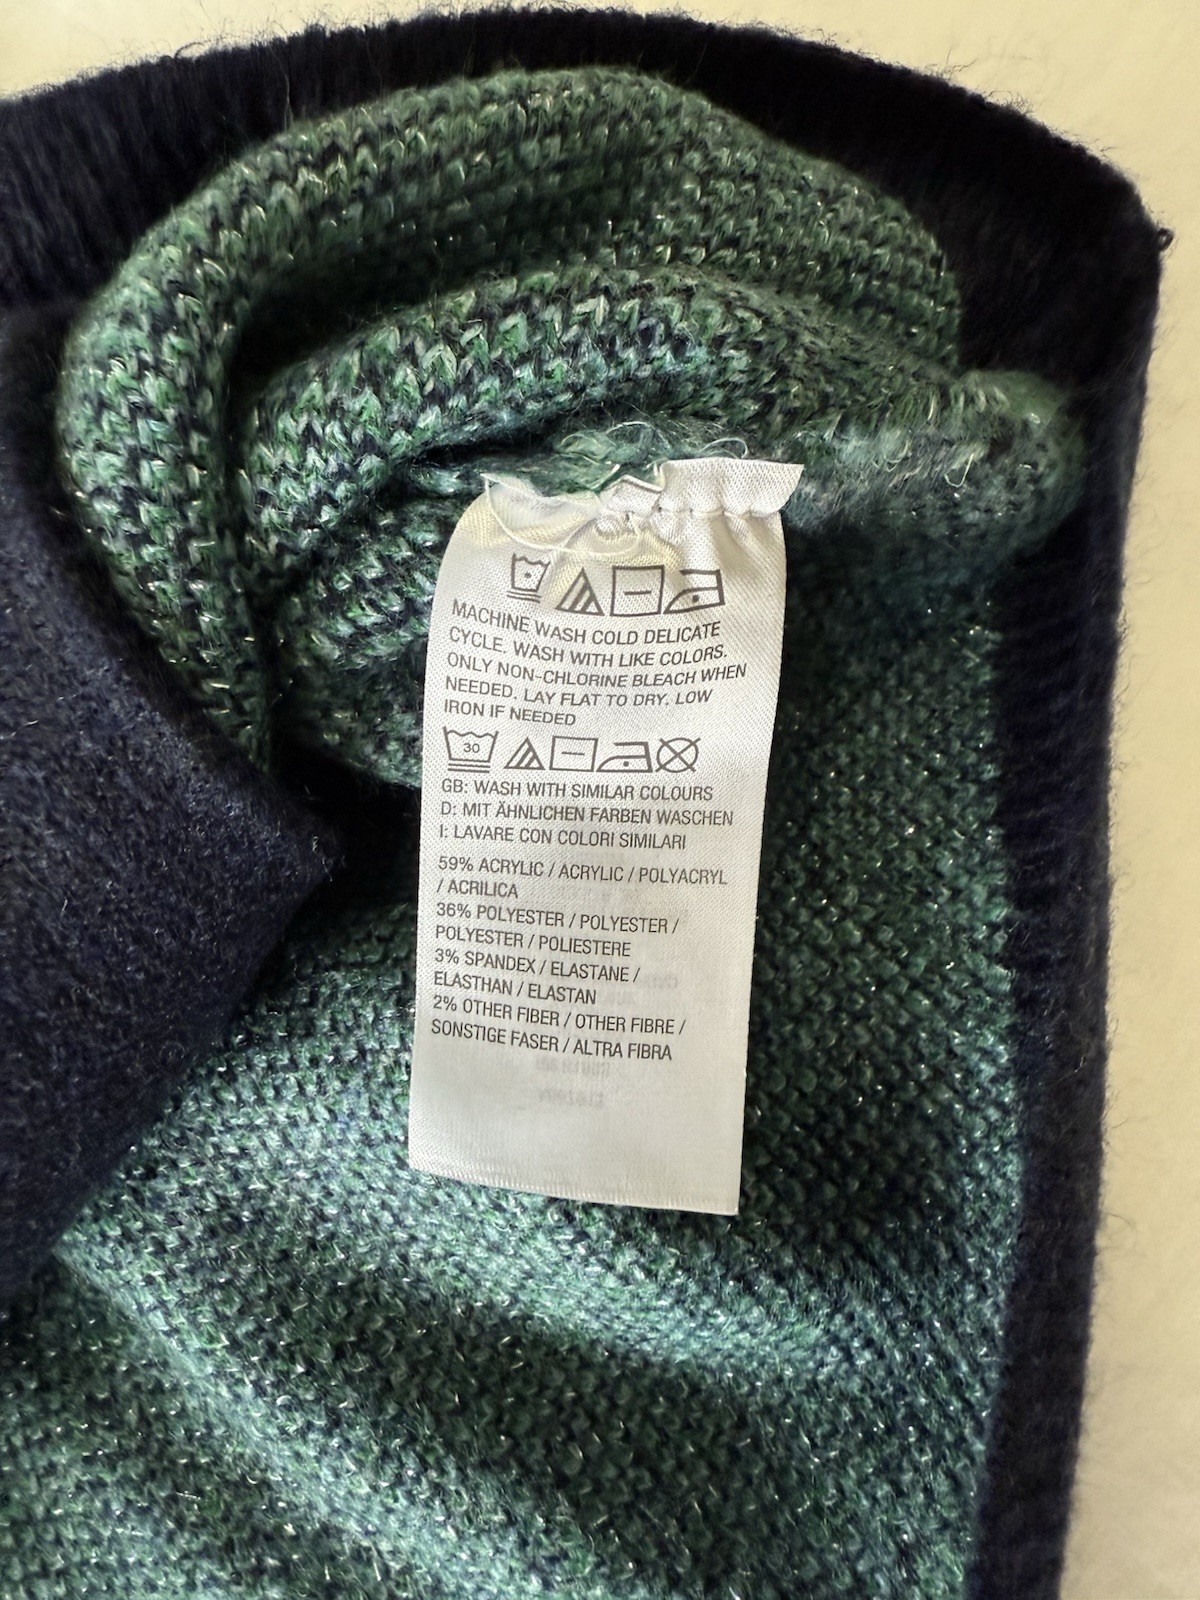 MACHINE WASH COLD DELICATE
CYCLE. WASH WITH LIKE COLORS.
ONLY NON-CHLORINE BLEACH WHEN
NEEDED. LAY FLAT TO DRY. LOW
IRON IF NEEDED
30
GB: WASH WITH SIMILAR COLOURS
D: MIT ÄHNLICHEN FARBEN WASCHEN
I: LAVARE CON COLORI SIMILARI
59% ACRYLIC / ACRYLIC / POLYACRYL
/ ACRILICA
36% POLYESTER / POLYESTER /
POLYESTER / POLIESTERE
3% SPANDEX / ELASTANE /
ELASTHAN / ELASTAN
2% OTHER FIBER / OTHER FIBRE /
SONSTIGE FASER / ALTRA FIBRA